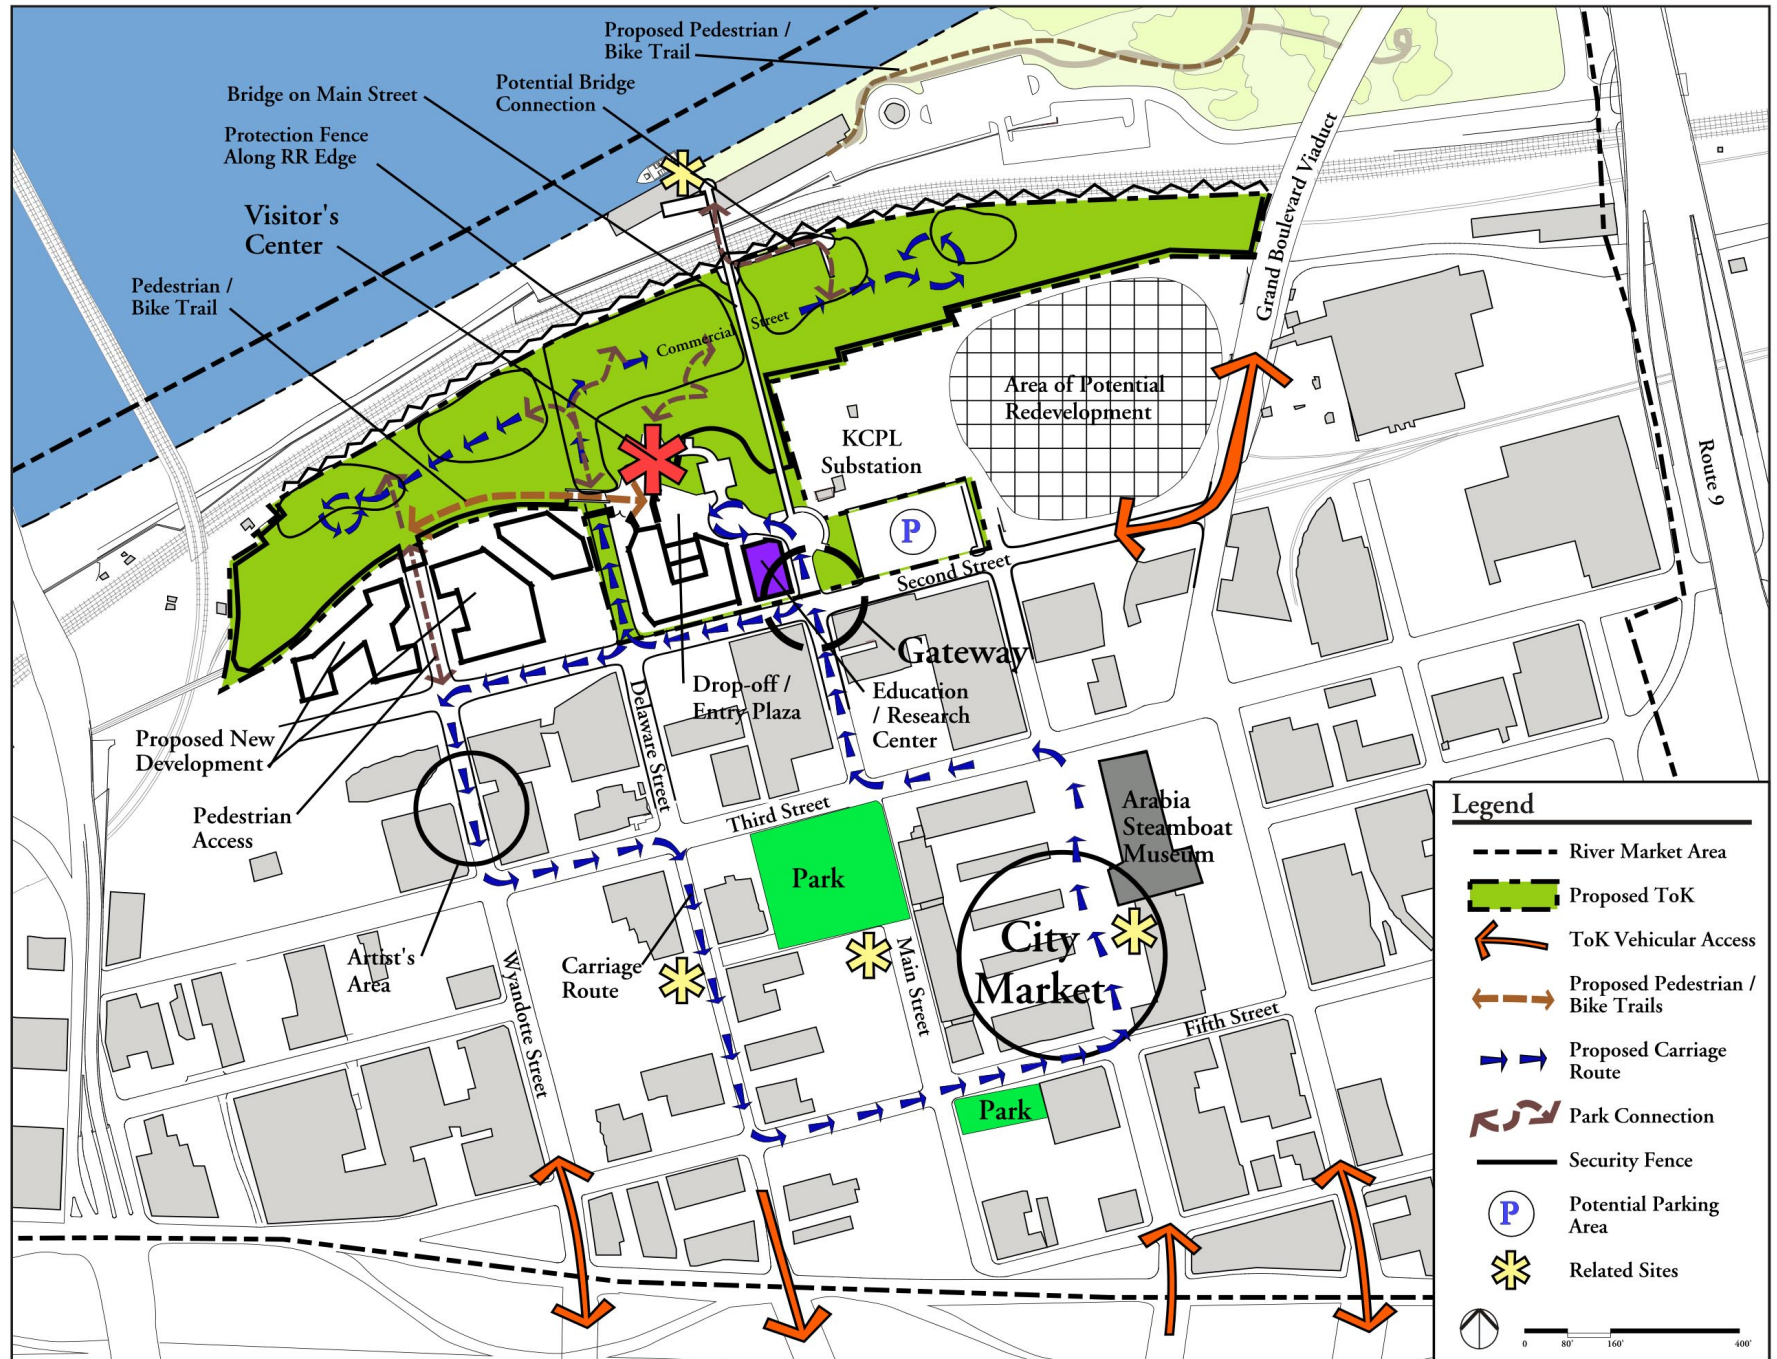 Proposed Pedestrian /
Bike Trail
Potential Bridge
Connection
Bridge on Main Street
Protection Fence
Along RR Edge
Visitor's
Center
Pedestrian /
Bike Trail
Grand Boulevard Viaduct
Commercial Street
Area of Potential
Redevelopment
KCPL
Substation
P
Second Street
Route 9
Gateway
Drop-off /
Entry Plaza
Education
/ Research
Center
Delaware Street
Proposed New
Development
Pedestrian
Access
Third Street
Arabia
Steamboat
Museum
Park
Artist's
Area
Carriage
Route
Wyandotte Street
Main Street
City
Market
Fifth Street
Park
Legend
River Market Area
Proposed ToK
ToK Vehicular Access
Proposed Pedestrian /
Bike Trails
Proposed Carriage
Route
Park Connection
Security Fence
P
Potential Parking
Area
Related Sites
0 80' 160' 400'